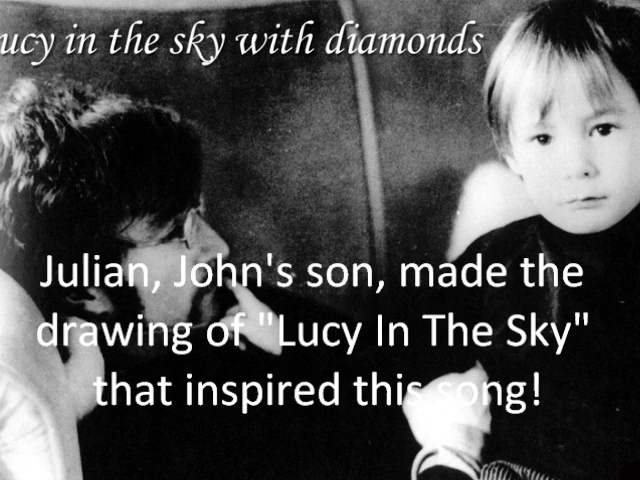 ucy in the sky with diamonds
Julian, John's son, made the
drawing of "Lucy In The Sky"
that inspired this song!